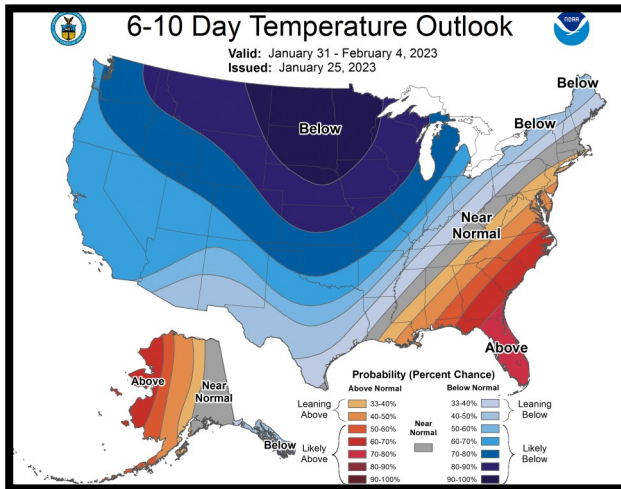 6-10 Day Temperature Outlook
Valid: January 31 - February 4, 2023
Issued: January 25, 2023
NOAA
Below
Below
Below
Near
Normal
Above
Above
Near
Normal
Below
Probability (Percent Chance)
Above Normal
Below Normal
Leaning
Above
33-40%
40-50%
Likely
Above
50-60%
60-70%
70-80%
80-90%
90-100%
Near
Normal
33-40%
40-50%
Leaning
Below
50-60%
60-70%
70-80%
80-90%
90-100%
Likely
Below